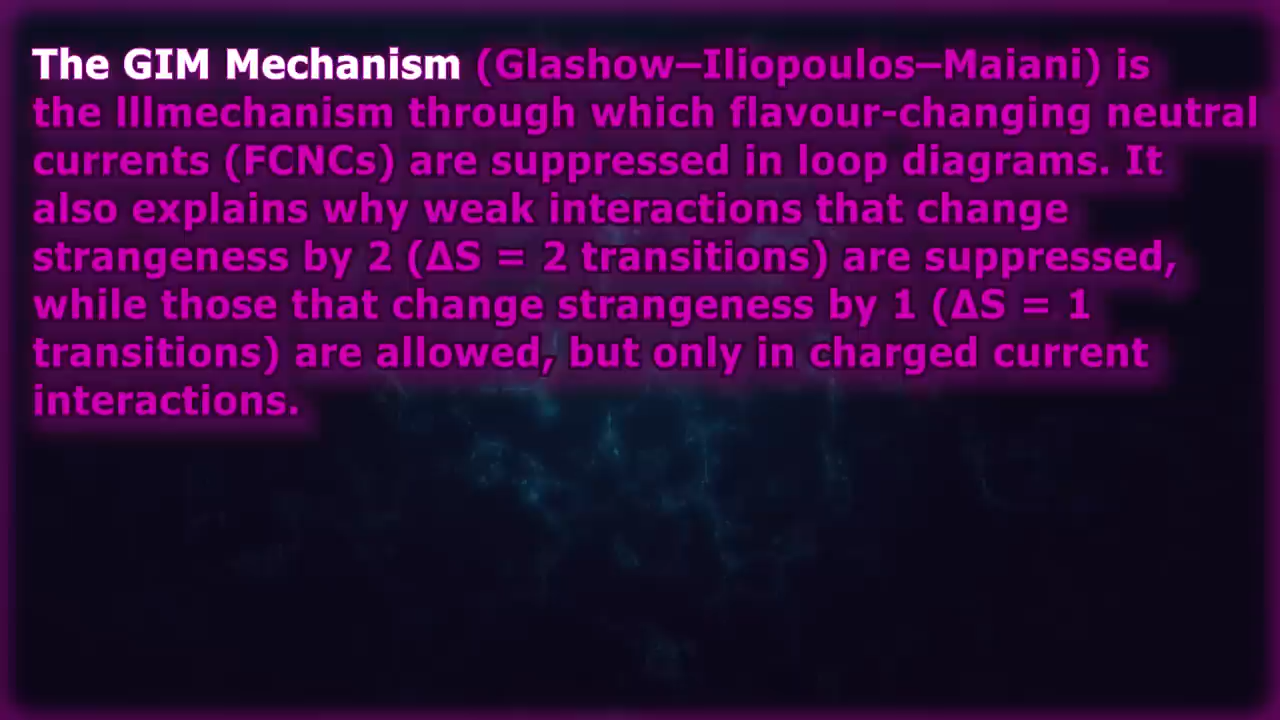 The GIM Mechanism (Glashow–Iliopoulos–Maiani) is
the lllmechanism through which flavour-changing neutral
currents (FCNCs) are suppressed in loop diagrams. It
also explains why weak interactions that change
strangeness by 2 (ΔS = 2 transitions) are suppressed,
while those that change strangeness by 1 (ΔS = 1
transitions) are allowed, but only in charged current
interactions.